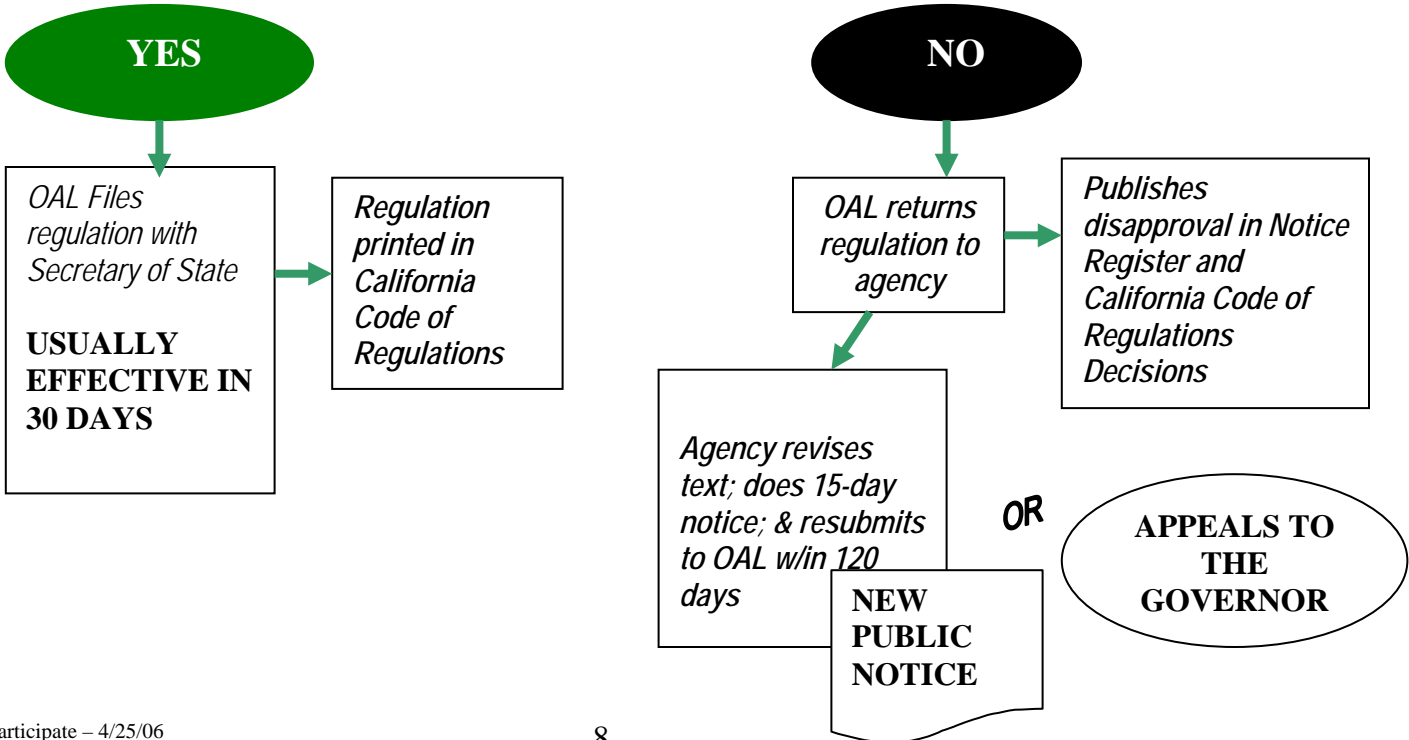 YES
OAL Files
regulation with
Secretary of State
USUALLY
EFFECTIVE IN
30 DAYS
Regulation
printed in
California
Code of
Regulations
NO
OAL returns
regulation to
agency
Publishes
disapproval in Notice
Register and
California Code of
Regulations
Decisions
Agency revises
text; does 15-day
notice; & resubmits
to OAL w/in 120
days
NEW
PUBLIC
NOTICE
OR
APPEALS TO
THE
GOVERNOR
articipate – 4/25/06
8